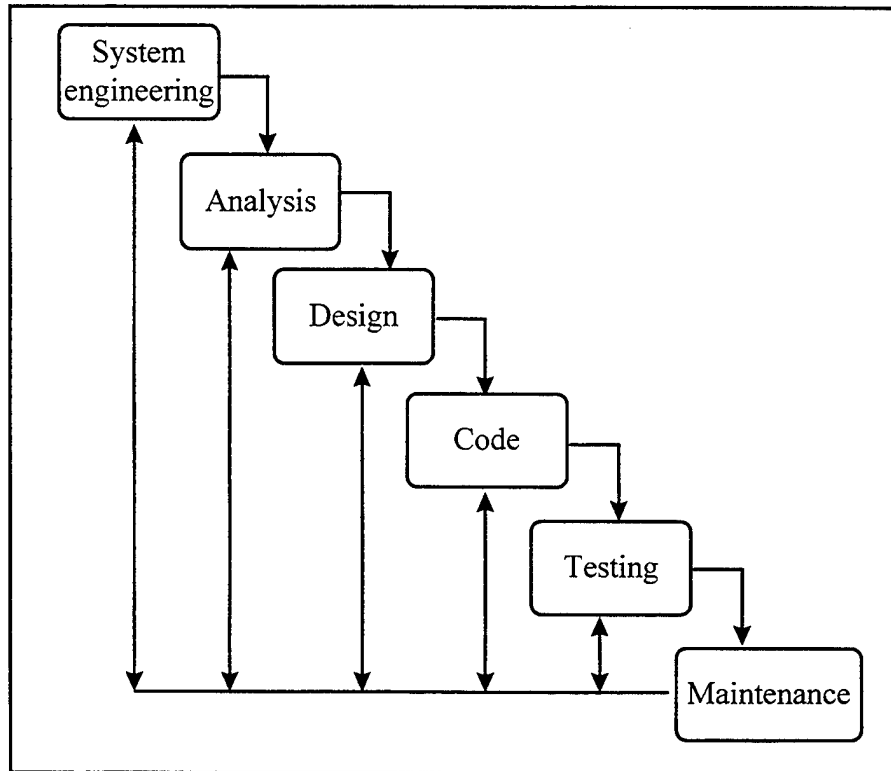 System
engineering
Analysis
Design
Code
Testing
Maintenance